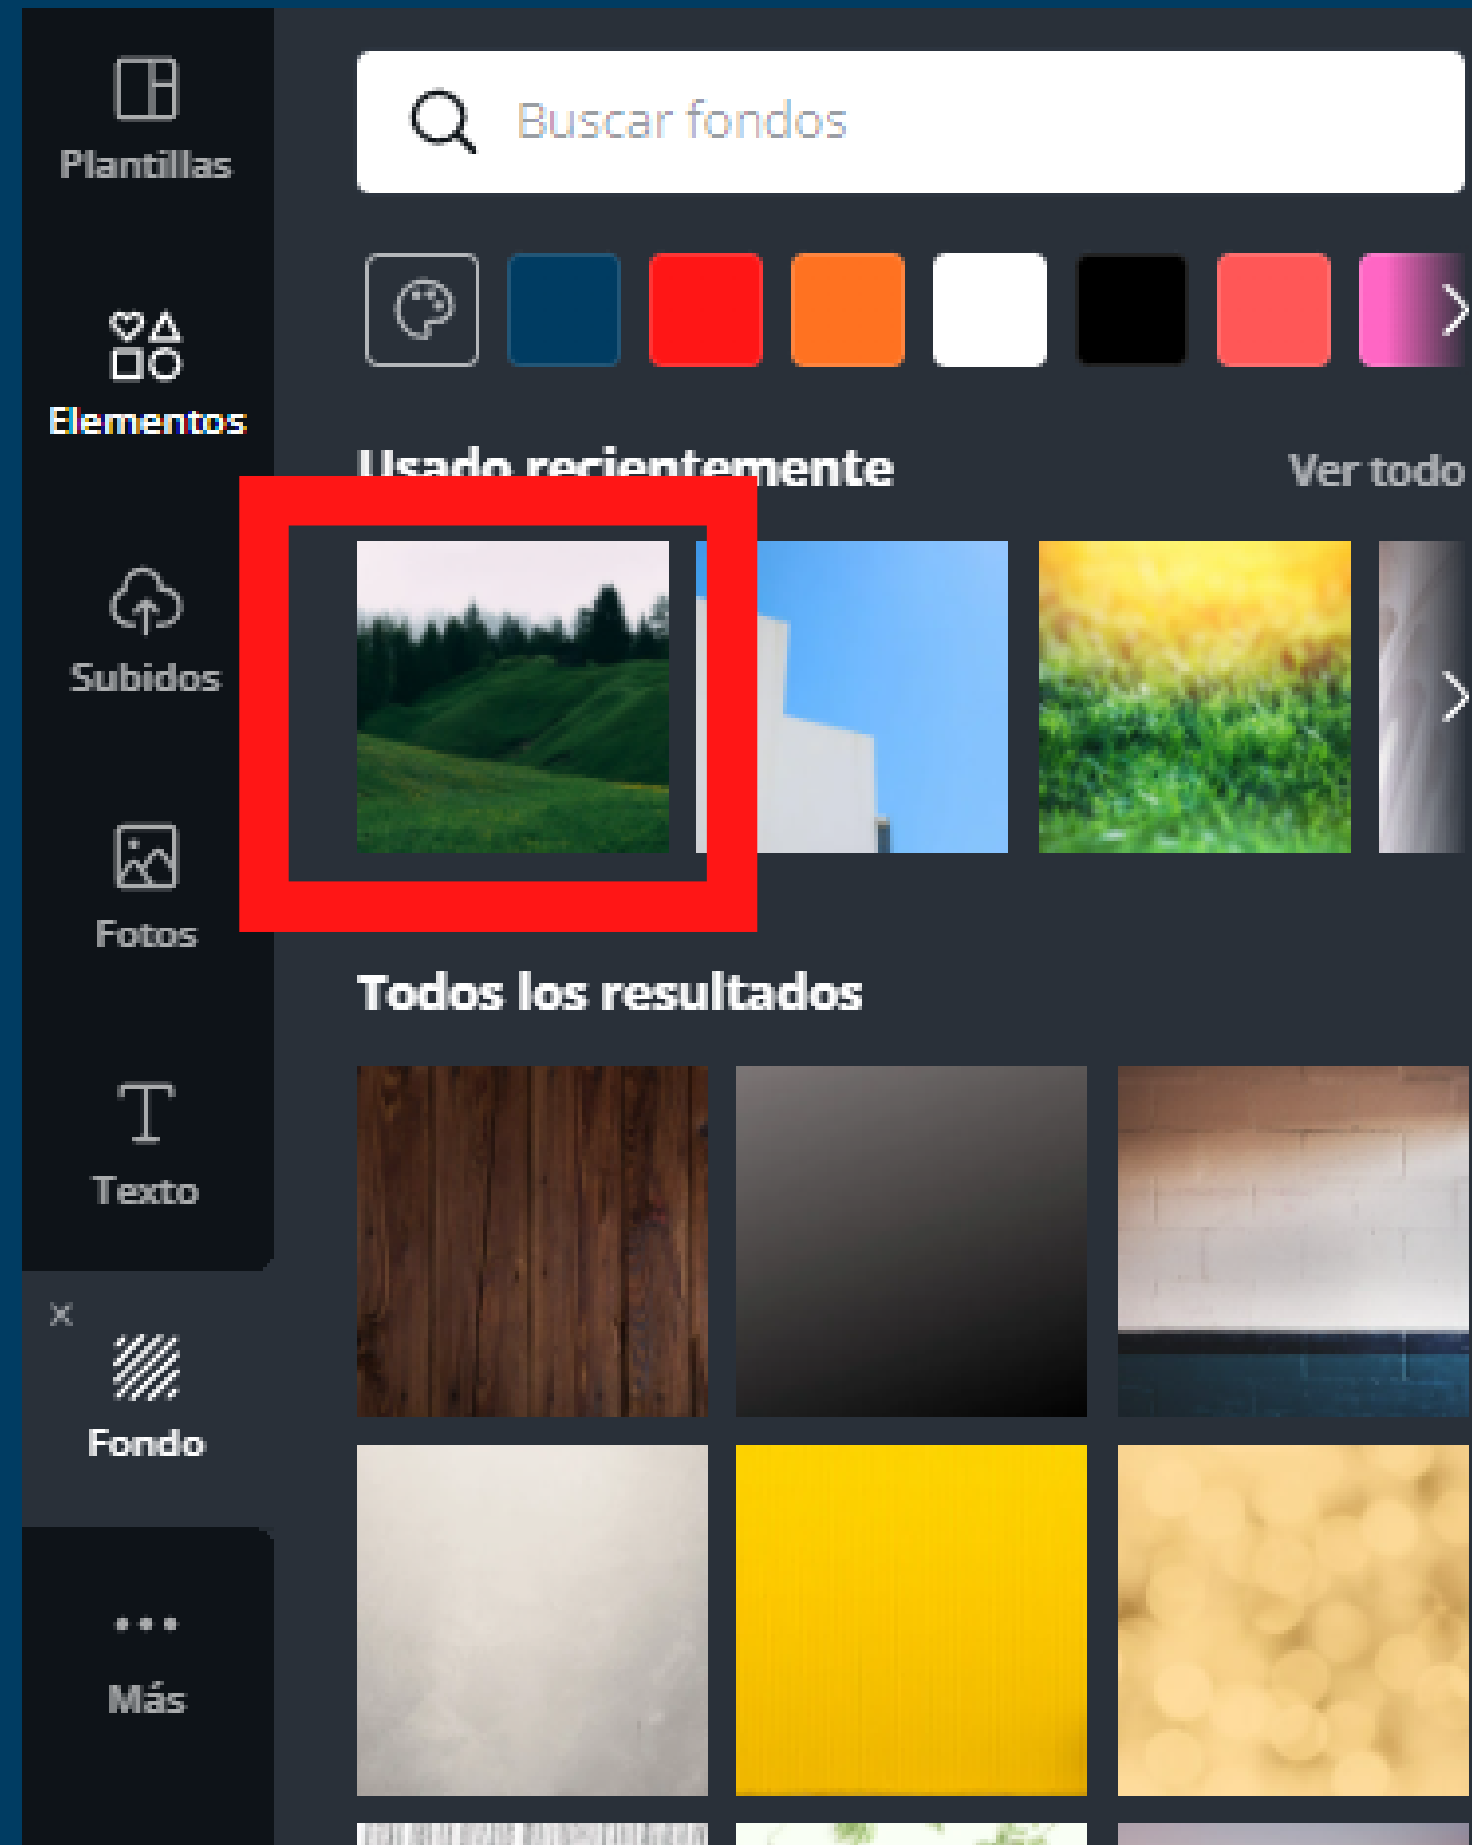 Plantillas
Elementos
Subidos
Fotos
Texto
Fondo
Más
Buscar fondos
Usado recientemente
Ver todo
Todos los resultados